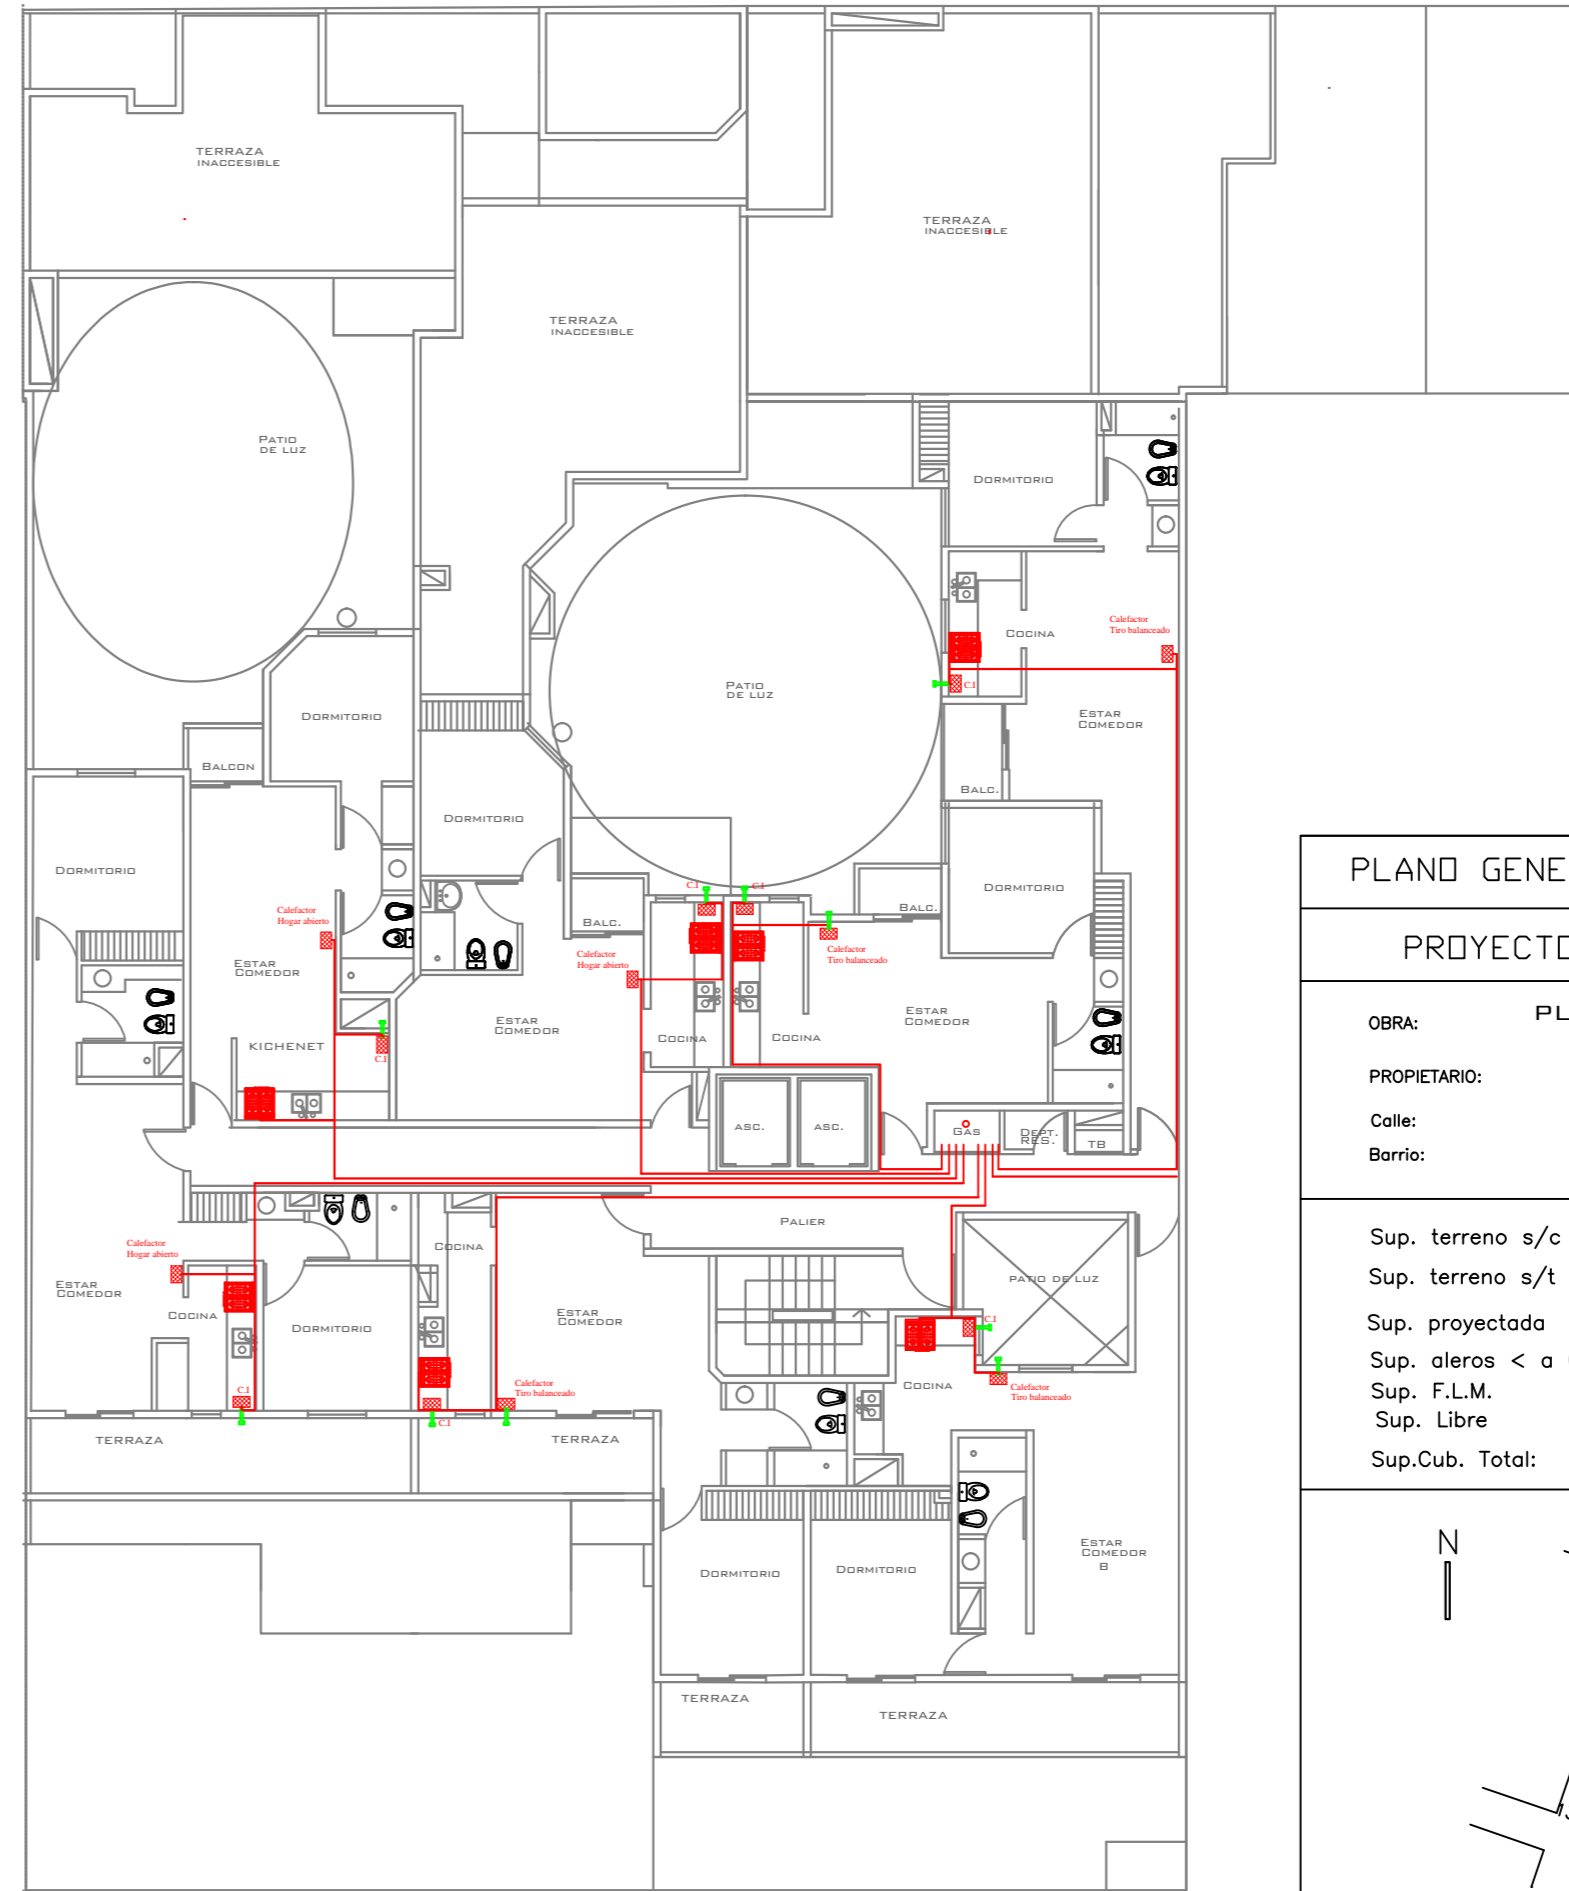 TERRAZA
INACCESIBLE
TERRAZA
INACCESIBLE
TERRAZA
INACCESIBLE
PATIO
DE LUZ
DORMITORIO
Calefactor
Tiro balanceado
COCINA
C.I
PATIO
DE LUZ
ESTAR
COMEDOR
DORMITORIO
BALCON
BALC.
DORMITORIO
DORMITORIO
DORMITORIO
C.I
C.I
BALC.
BALC.
Calefactor
Hogar abierto
Calefactor
Hogar abierto
Calefactor
Tiro balanceado
ESTAR
COMEDOR
ESTAR
COMEDOR
ESTAR
COMEDOR
KICHENET
C.I
COCINA
COCINA
ASC.
ASC.
GAS
DEPT.
RES.
TB
PALIER
COCINA
Calefactor
Hogar abierto
ESTAR
COMEDOR
COCINA
DORMITORIO
ESTAR
COMEDOR
PATIO DE LUZ
C.I
COCINA
Calefactor
Tiro balanceado
Calefactor
Tiro balanceado
C.I
C.I
TERRAZA
TERRAZA
DORMITORIO
DORMITORIO
ESTAR
COMEDOR
B
TERRAZA
TERRAZA
PLANO GENE
PROYECTO
OBRA:
PL
PROPIETARIO:
Calle:
Barrio:
Sup. terreno s/c
Sup. terreno s/t
Sup. proyectada
Sup. aleros < a
Sup. F.L.M.
Sup. Libre
Sup.Cub. Total:
N